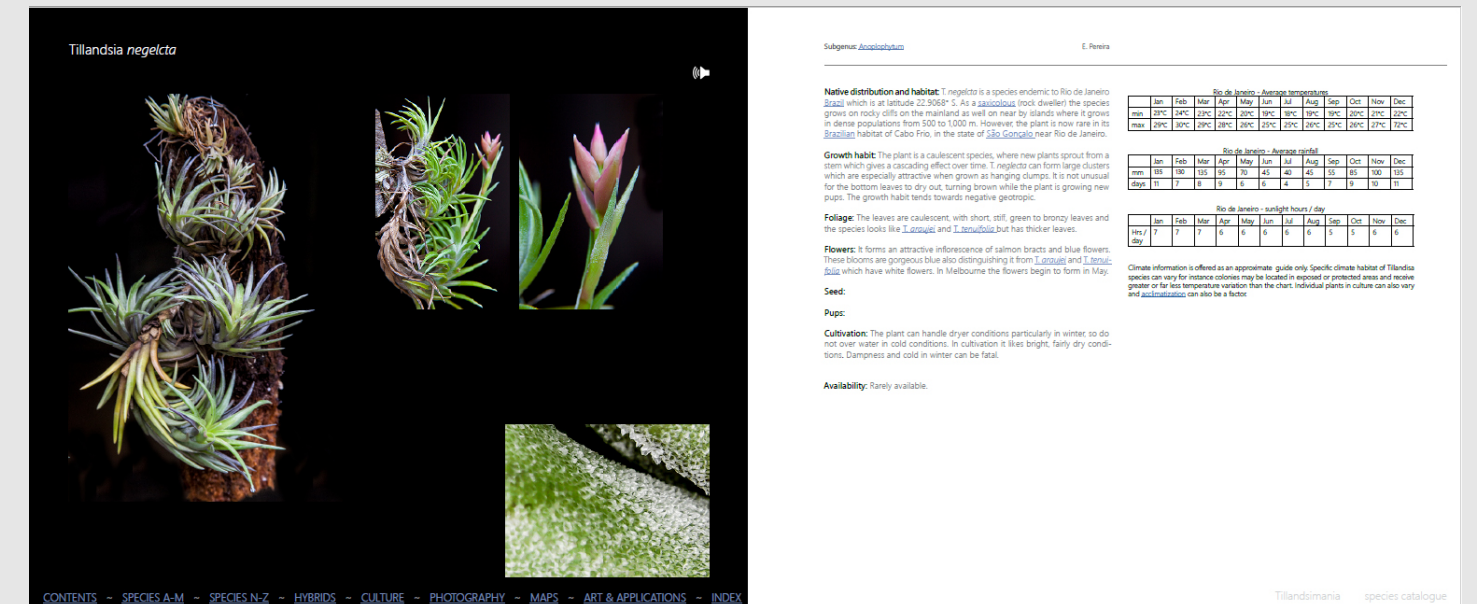 Tillandsia negelcta
CONTENTS ~ SPECIES A-M ~ SPECIES N-Z ~ HYBRIDS ~ CULTURE ~ PHOTOGRAPHY ~ MAPS ~ ART & APPLICATIONS ~ INDEX
Subgenus: Anoplophytum E. Pereira
Native distribution and habitat: T. negelcta is a species endemic to Rio de Janeiro
Brazil which is at latitude 22.9068° S. As a saxicolous (rock dweller) the species
grows on rocky cliffs on the mainland as well on near by islands where it grows
in dense populations from 500 to 1,000 m. However, the plant is now rare in its
Brazilian habitat of Cabo Frio, in the state of São Gonçalo near Rio de Janeiro.
Growth habit: The plant is a caulescent species, where new plants sprout from a
stem which gives a cascading effect over time. T. neglecta can form large clusters
which are especially attractive when grown as hanging clumps. It is not unusual
for the bottom leaves to dry out, turning brown while the plant is growing new
pups. The growth habit tends towards negative geotropic.
Foliage: The leaves are caulescent, with short, stiff, green to bronzy leaves and
the species looks like T. araujei and T. tenuifolia but has thicker leaves.
Flowers: It forms an attractive inflorescence of salmon bracts and blue flowers.
These blooms are gorgeous blue also distinguishing it from T. araujei and T. tenui-
folia which have white flowers. In Melbourne the flowers begin to form in May.
Seed:
Pups:
Cultivation: The plant can handle dryer conditions particularly in winter, so do
not over water in cold conditions. In cultivation it likes bright, fairly dry condi-
tions. Dampness and cold in winter can be fatal.
Availability: Rarely available.
Rio de Janeiro - Average temperatures
Jan Feb Mar Apr May Jun Jul Aug Sep Oct Nov Dec
min 23°C 24°C 23°C 22°C 20°C 19°C 18°C 19°C 19°C 20°C 21°C 22°C
max 29°C 30°C 29°C 28°C 26°C 25°C 25°C 26°C 25°C 26°C 27°C 72°C
Rio de Janeiro - Average rainfall
Jan Feb Mar Apr May Jun Jul Aug Sep Oct Nov Dec
mm 135 130 135 95 70 45 40 45 55 85 100 135
days 11 7 8 9 6 6 4 5 7 9 10 11
Rio de Janeiro - sunlight hours / day
Jan Feb Mar Apr May Jun Jul Aug Sep Oct Nov Dec
Hrs / 7 7 7 6 6 6 6 6 5 5 6 6
day
Climate information is offered as an approximate guide only. Specific climate habitat of Tillandisa
species can vary for instance colonies may be located in exposed or protected areas and receive
greater or far less temperature variation than the chart. Individual plants in culture can also vary
and acclimatization can also be a factor.
Tillandsimania species catalogue